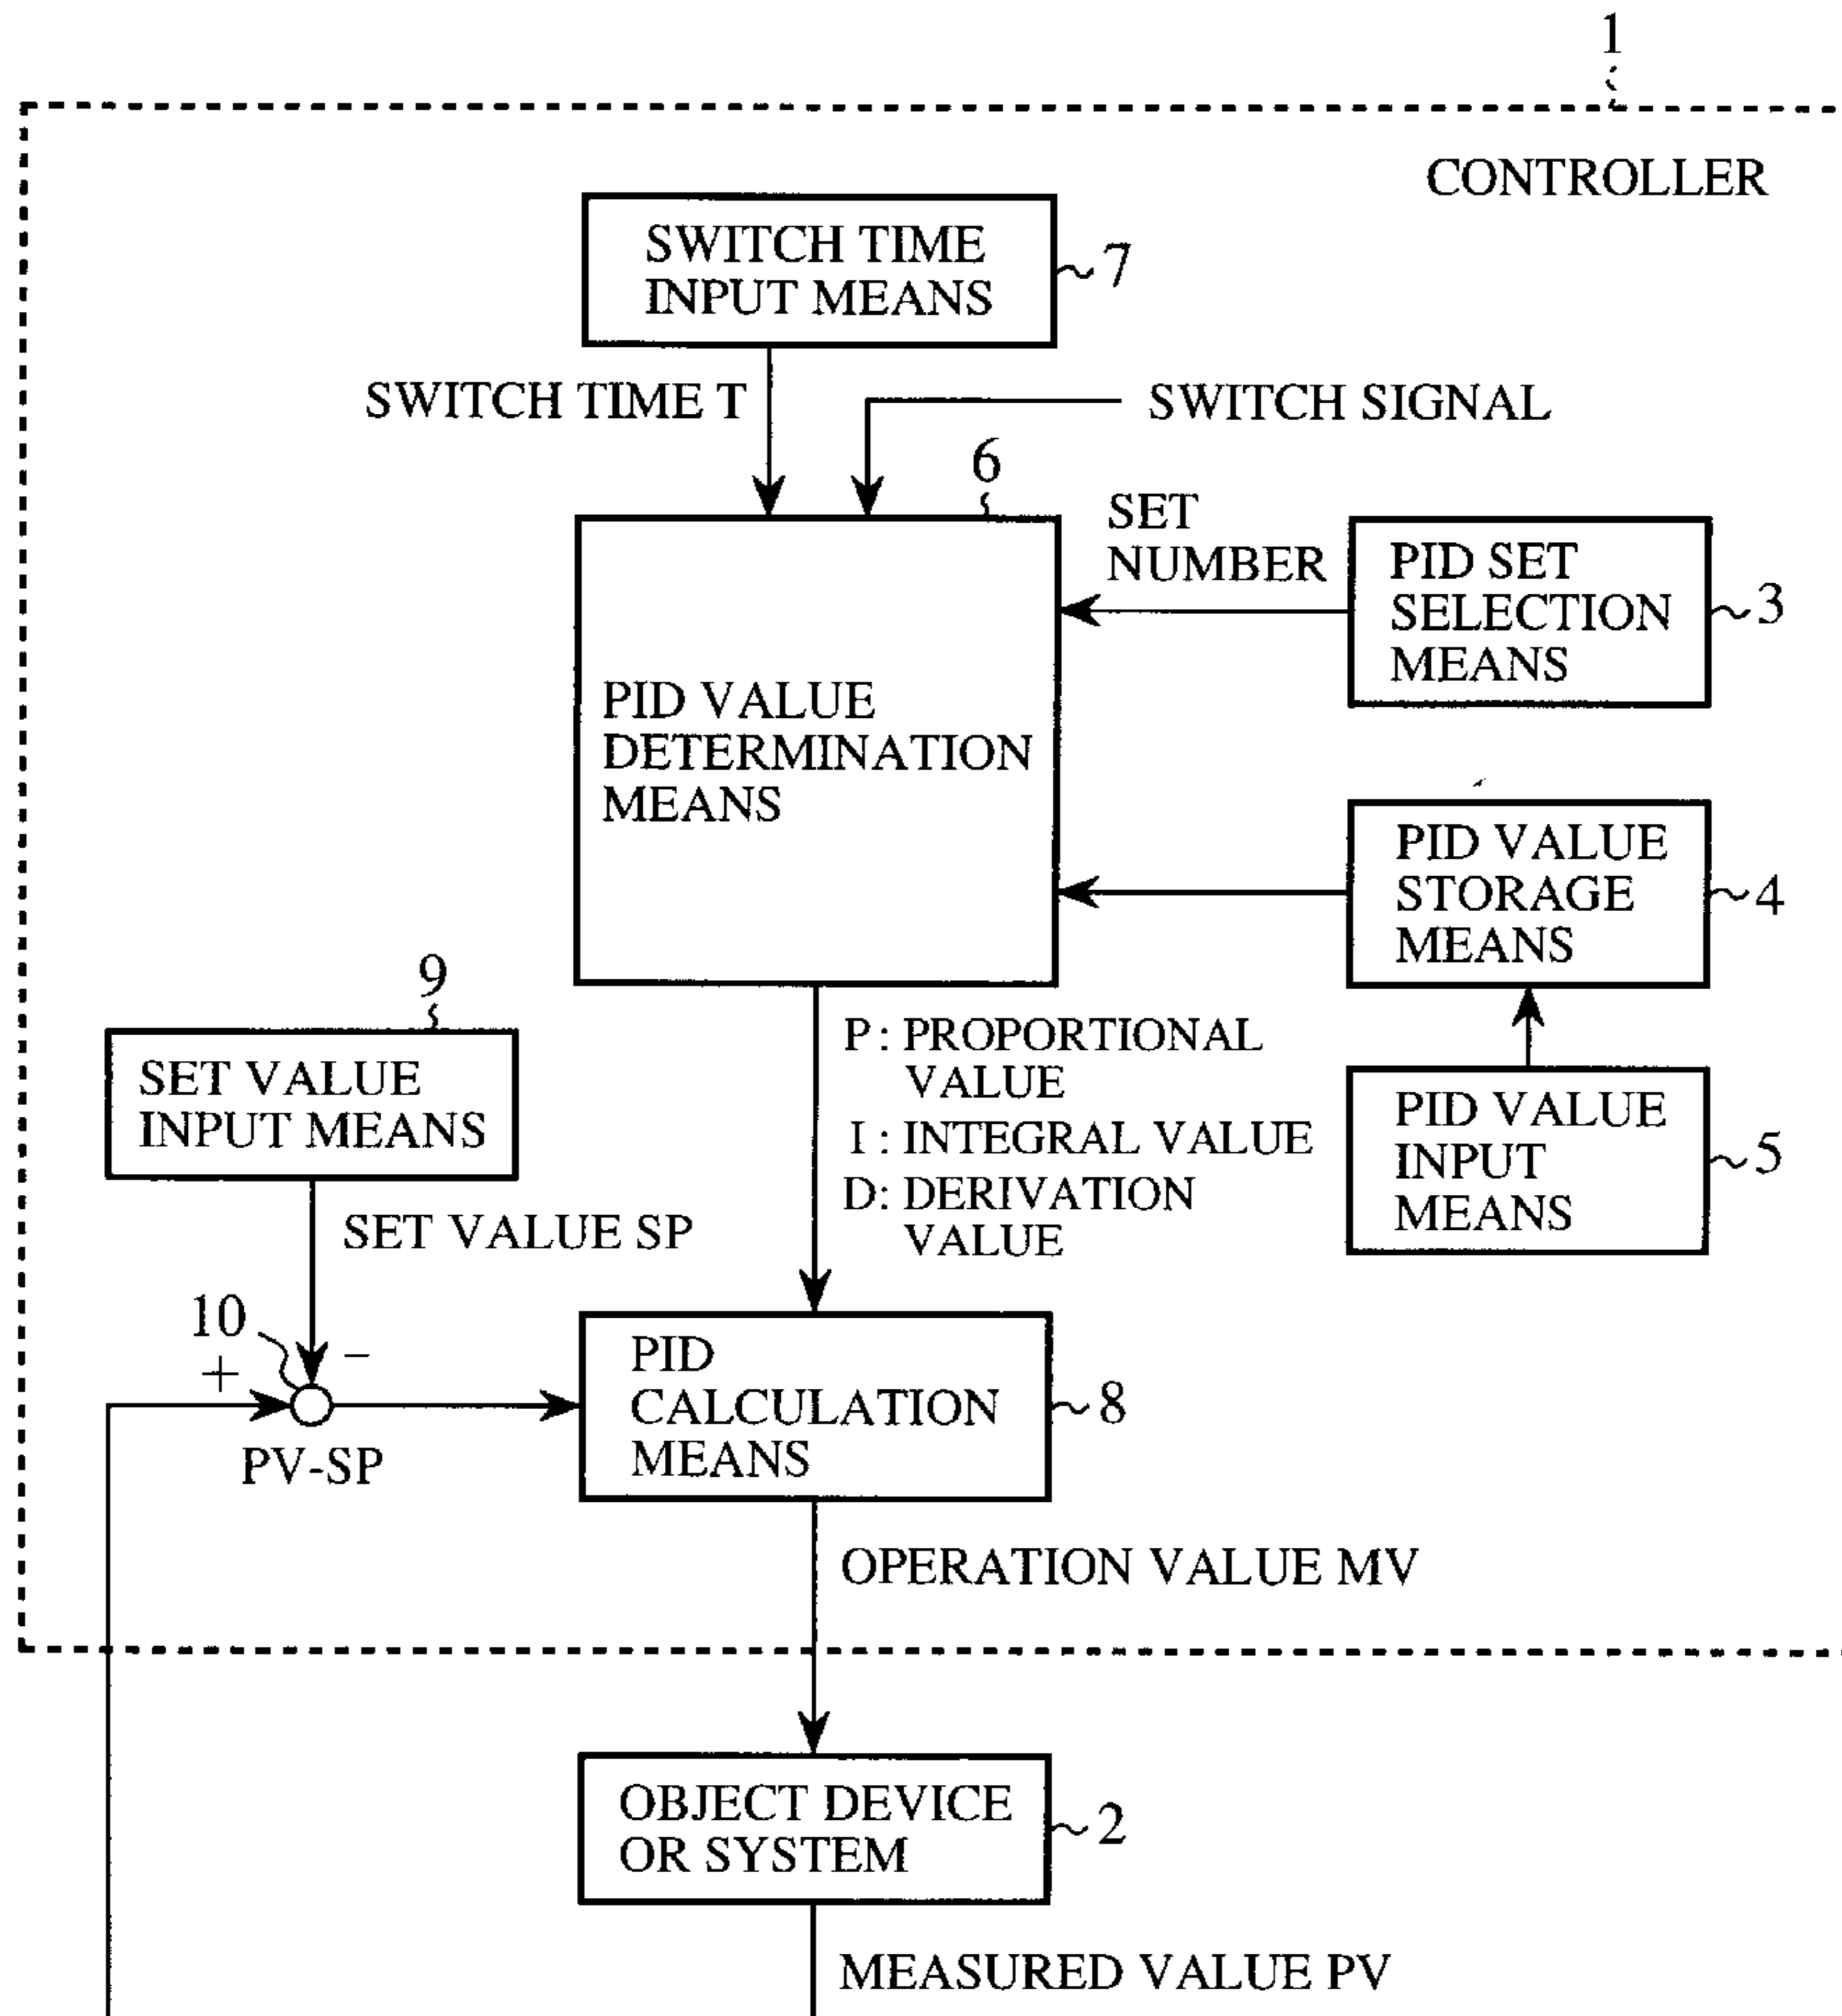 1
CONTROLLER
SWITCH TIME
INPUT MEANS
7
SWITCH TIME T
SWITCH SIGNAL
6
SET
NUMBER
PID SET
SELECTION
MEANS
3
PID VALUE
DETERMINATION
MEANS
PID VALUE
STORAGE
MEANS
4
9
SET VALUE
INPUT MEANS
P : PROPORTIONAL
VALUE
I : INTEGRAL VALUE
D: DERIVATION
VALUE
PID VALUE
INPUT
MEANS
5
SET VALUE SP
10
+
−
PV-SP
PID
CALCULATION
MEANS
8
OPERATION VALUE MV
OBJECT DEVICE
OR SYSTEM
2
MEASURED VALUE PV